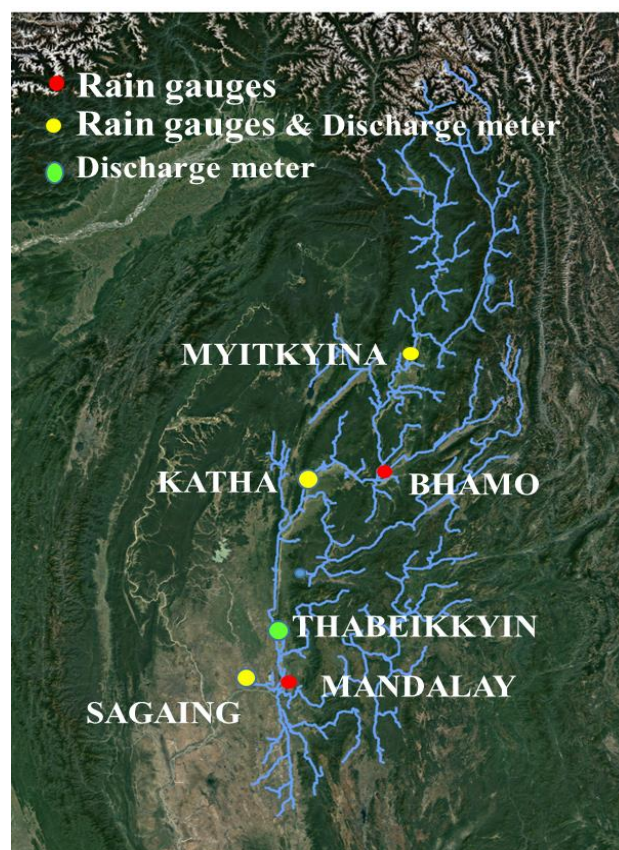 Rain gauges
Rain gauges & Discharge meter
Discharge meter
MYITKYINA
KATHA
BHAMO
THABEIKKYIN
MANDALAY
SAGAING